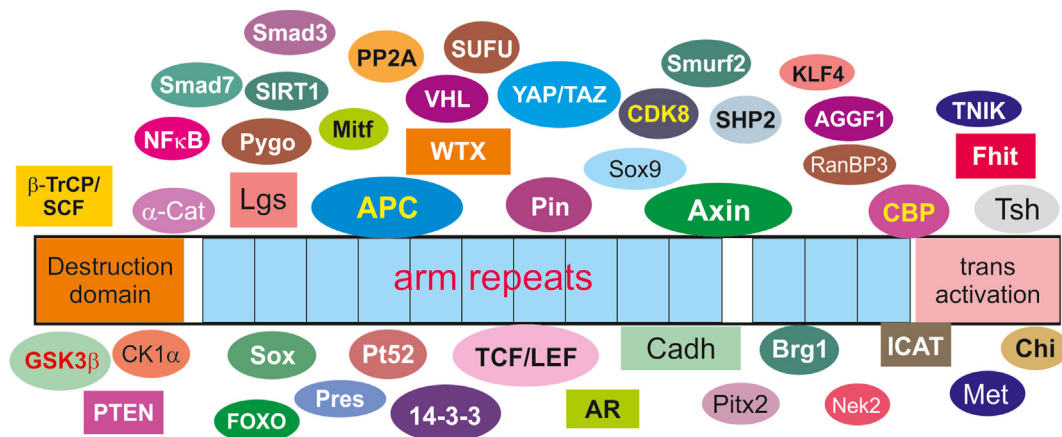 Smad3
PP2A
SUFU
Smurf2
KLF4
Smad7
SIRT1
VHL
YAP/TAZ
CDK8
SHP2
AGGF1
TNIK
NFκB
Pygo
Mitf
WTX
Sox9
RanBP3
Fhit
β-TrCP/
SCF
α-Cat
Lgs
APC
Pin
Axin
CBP
Tsh
Destruction
domain
arm repeats
trans
activation
GSK3β
CK1α
Sox
Pt52
TCF/LEF
Cadh
Brg1
ICAT
Chi
PTEN
FOXO
Pres
14-3-3
AR
Pitx2
Nek2
Met